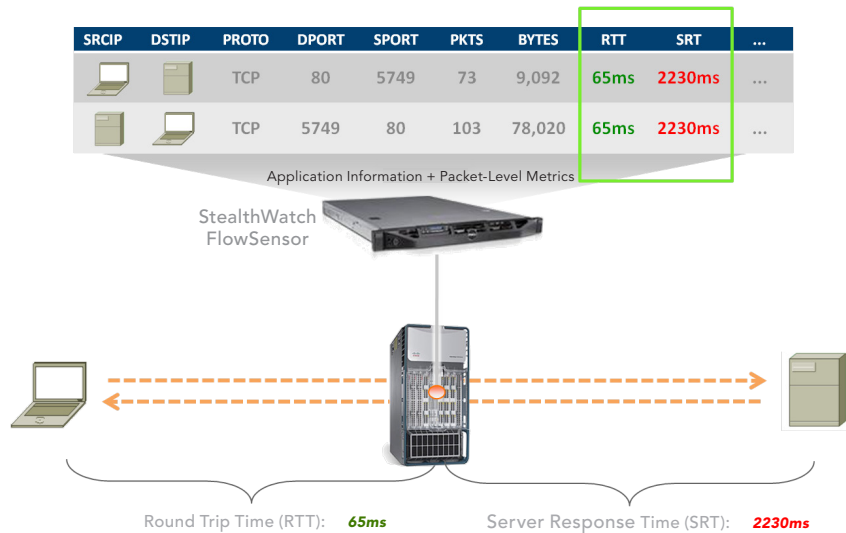 SRCIP DSTIP PROTO DPORT SPORT PKTS BYTES RTT SRT ...
TCP 80 5749 73 9,092 65ms 2230ms ...
TCP 5749 80 103 78,020 65ms 2230ms ...
Application Information + Packet-Level Metrics
StealthWatch
FlowSensor
Round Trip Time (RTT): 65ms
Server Response Time (SRT): 2230ms